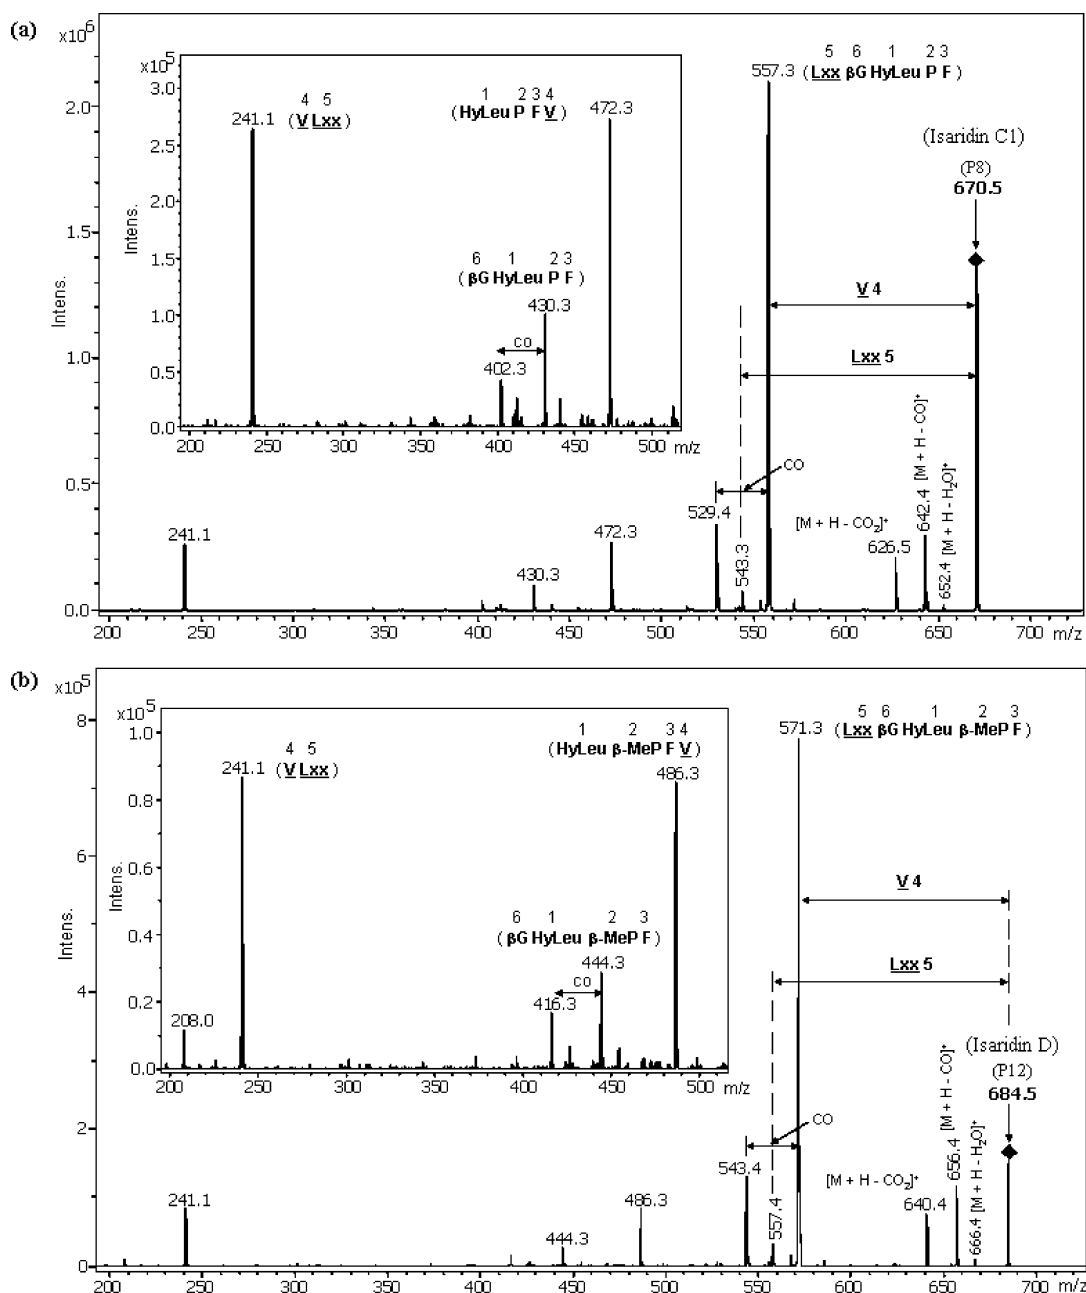 (a)
x10⁶
Intens.
2.0
1.5
1.0
0.5
0.0
x10⁵
Intens.
3.0
2.5
2.0
1.5
1.0
0.5
0.0
4 5
241.1 (V Lxx)
1 2 3 4
(HyLeu P F V) 472.3
6 1 2 3
(βG HyLeu P F)
430.3
CO
402.3
200 250 300 350 400 450 500 m/z
5 6 1 2 3
557.3 (Lxx βG HyLeu P F)
(Isaridin C1)
(P8)
670.5
V 4
Lxx 5
CO
529.4
543.3
[M + H - CO₂]⁺
626.5
642.4 [M + H - CO]⁺
652.4 [M + H - H₂O]⁺
241.1
430.3
472.3
200 250 300 350 400 450 500 550 600 650 700 m/z
(b)
x10⁵
Intens.
8
6
4
2
0
x10⁵
Intens.
1.0
0.8
0.6
0.4
0.2
0.0
4 5
241.1 (V Lxx)
208.0
1 2 3 4
(HyLeu β-MeP F V)
486.3
6 1 2 3
(βG HyLeu β-MeP F)
444.3
CO
416.3
200 250 300 350 400 450 500 m/z
5 6 1 2 3
571.3 (Lxx βG HyLeu β-MeP F)
V 4
Lxx 5
(Isaridin D)
(P12)
684.5
CO
543.4
557.4
[M + H - CO₂]⁺
640.4
656.4 [M + H - CO]⁺
666.4 [M + H - H₂O]⁺
241.1
444.3
486.3
200 250 300 350 400 450 500 550 600 650 700 m/z